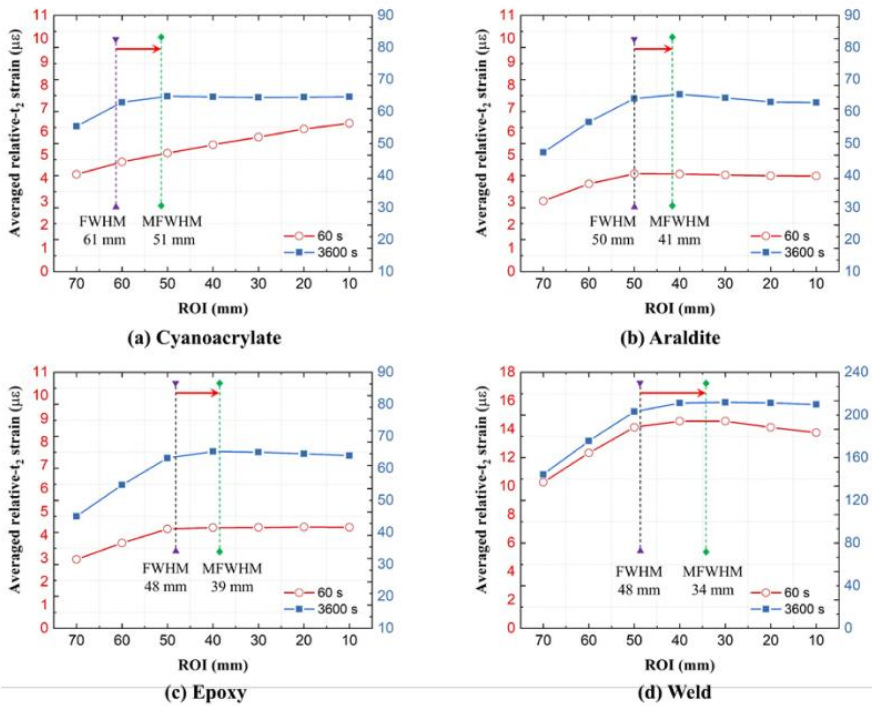 11
10
9
8
7
6
5
4
3
2
1
0
Averaged relative-t₂ strain (με)
90
80
70
60
50
40
30
20
10
FWHM
61 mm
MFWHM
51 mm
60 s
3600 s
70 60 50 40 30 20 10
ROI (mm)
(a) Cyanoacrylate
11
10
9
8
7
6
5
4
3
2
1
0
Averaged relative-t₂ strain (με)
90
80
70
60
50
40
30
20
10
FWHM
50 mm
MFWHM
41 mm
60 s
3600 s
70 60 50 40 30 20 10
ROI (mm)
(b) Araldite
11
10
9
8
7
6
5
4
3
2
1
0
Averaged relative-t₂ strain (με)
90
80
70
60
50
40
30
20
10
FWHM
48 mm
MFWHM
39 mm
60 s
3600 s
70 60 50 40 30 20 10
ROI (mm)
(c) Epoxy
18
16
14
12
10
8
6
4
2
0
Averaged relative-t₂ strain (με)
240
200
160
120
80
40
0
FWHM
48 mm
MFWHM
34 mm
60 s
3600 s
70 60 50 40 30 20 10
ROI (mm)
(d) Weld